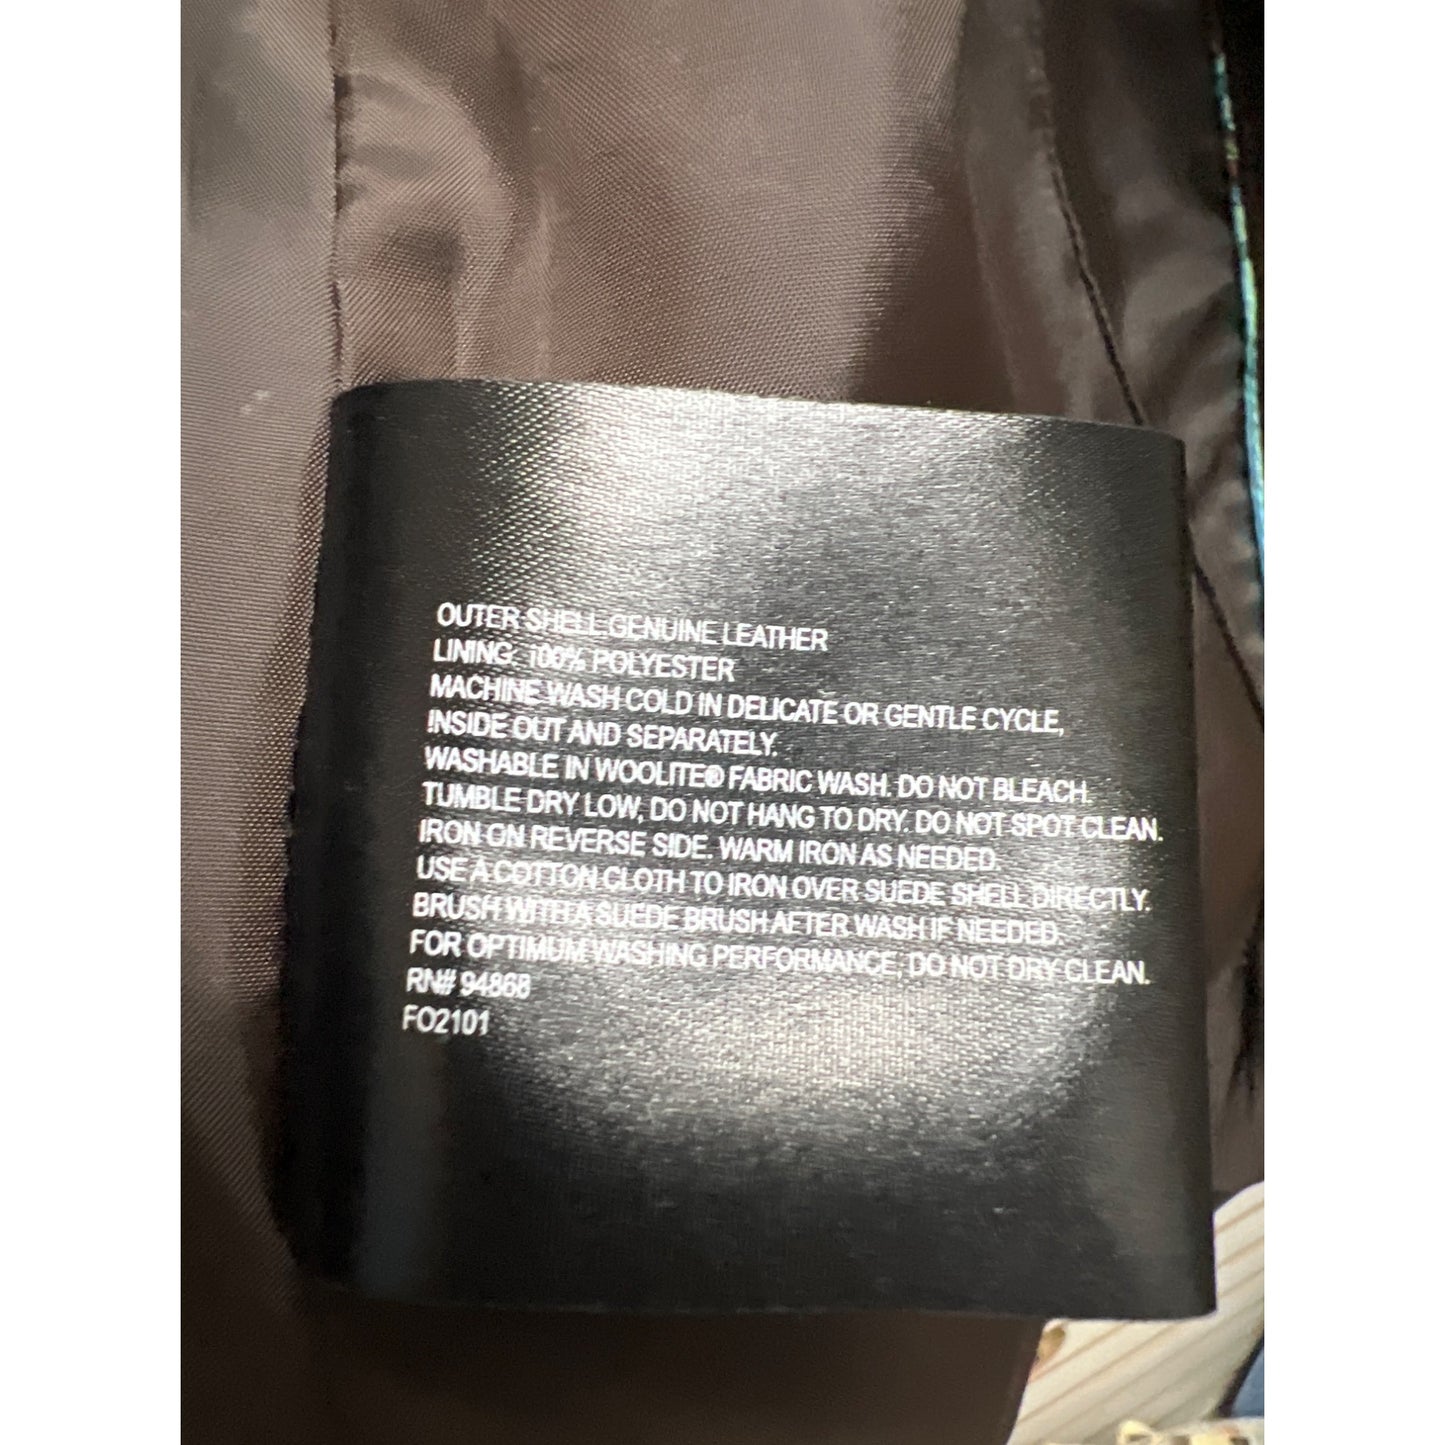 OUTER SHELL: GENUINE LEATHER
LINING: 100% POLYESTER
MACHINE WASH COLD IN DELICATE OR GENTLE CYCLE,
INSIDE OUT AND SEPARATELY.
WASHABLE IN WOOLITE® FABRIC WASH. DO NOT BLEACH.
TUMBLE DRY LOW, DO NOT HANG TO DRY. DO NOT SPOT CLEAN.
IRON ON REVERSE SIDE. WARM IRON AS NEEDED.
USE A COTTON CLOTH TO IRON OVER SUEDE SHELL DIRECTLY.
BRUSH WITH A SUEDE BRUSH AFTER WASH IF NEEDED.
FOR OPTIMUM WASHING PERFORMANCE, DO NOT DRY CLEAN.
RN# 94868
FO2101